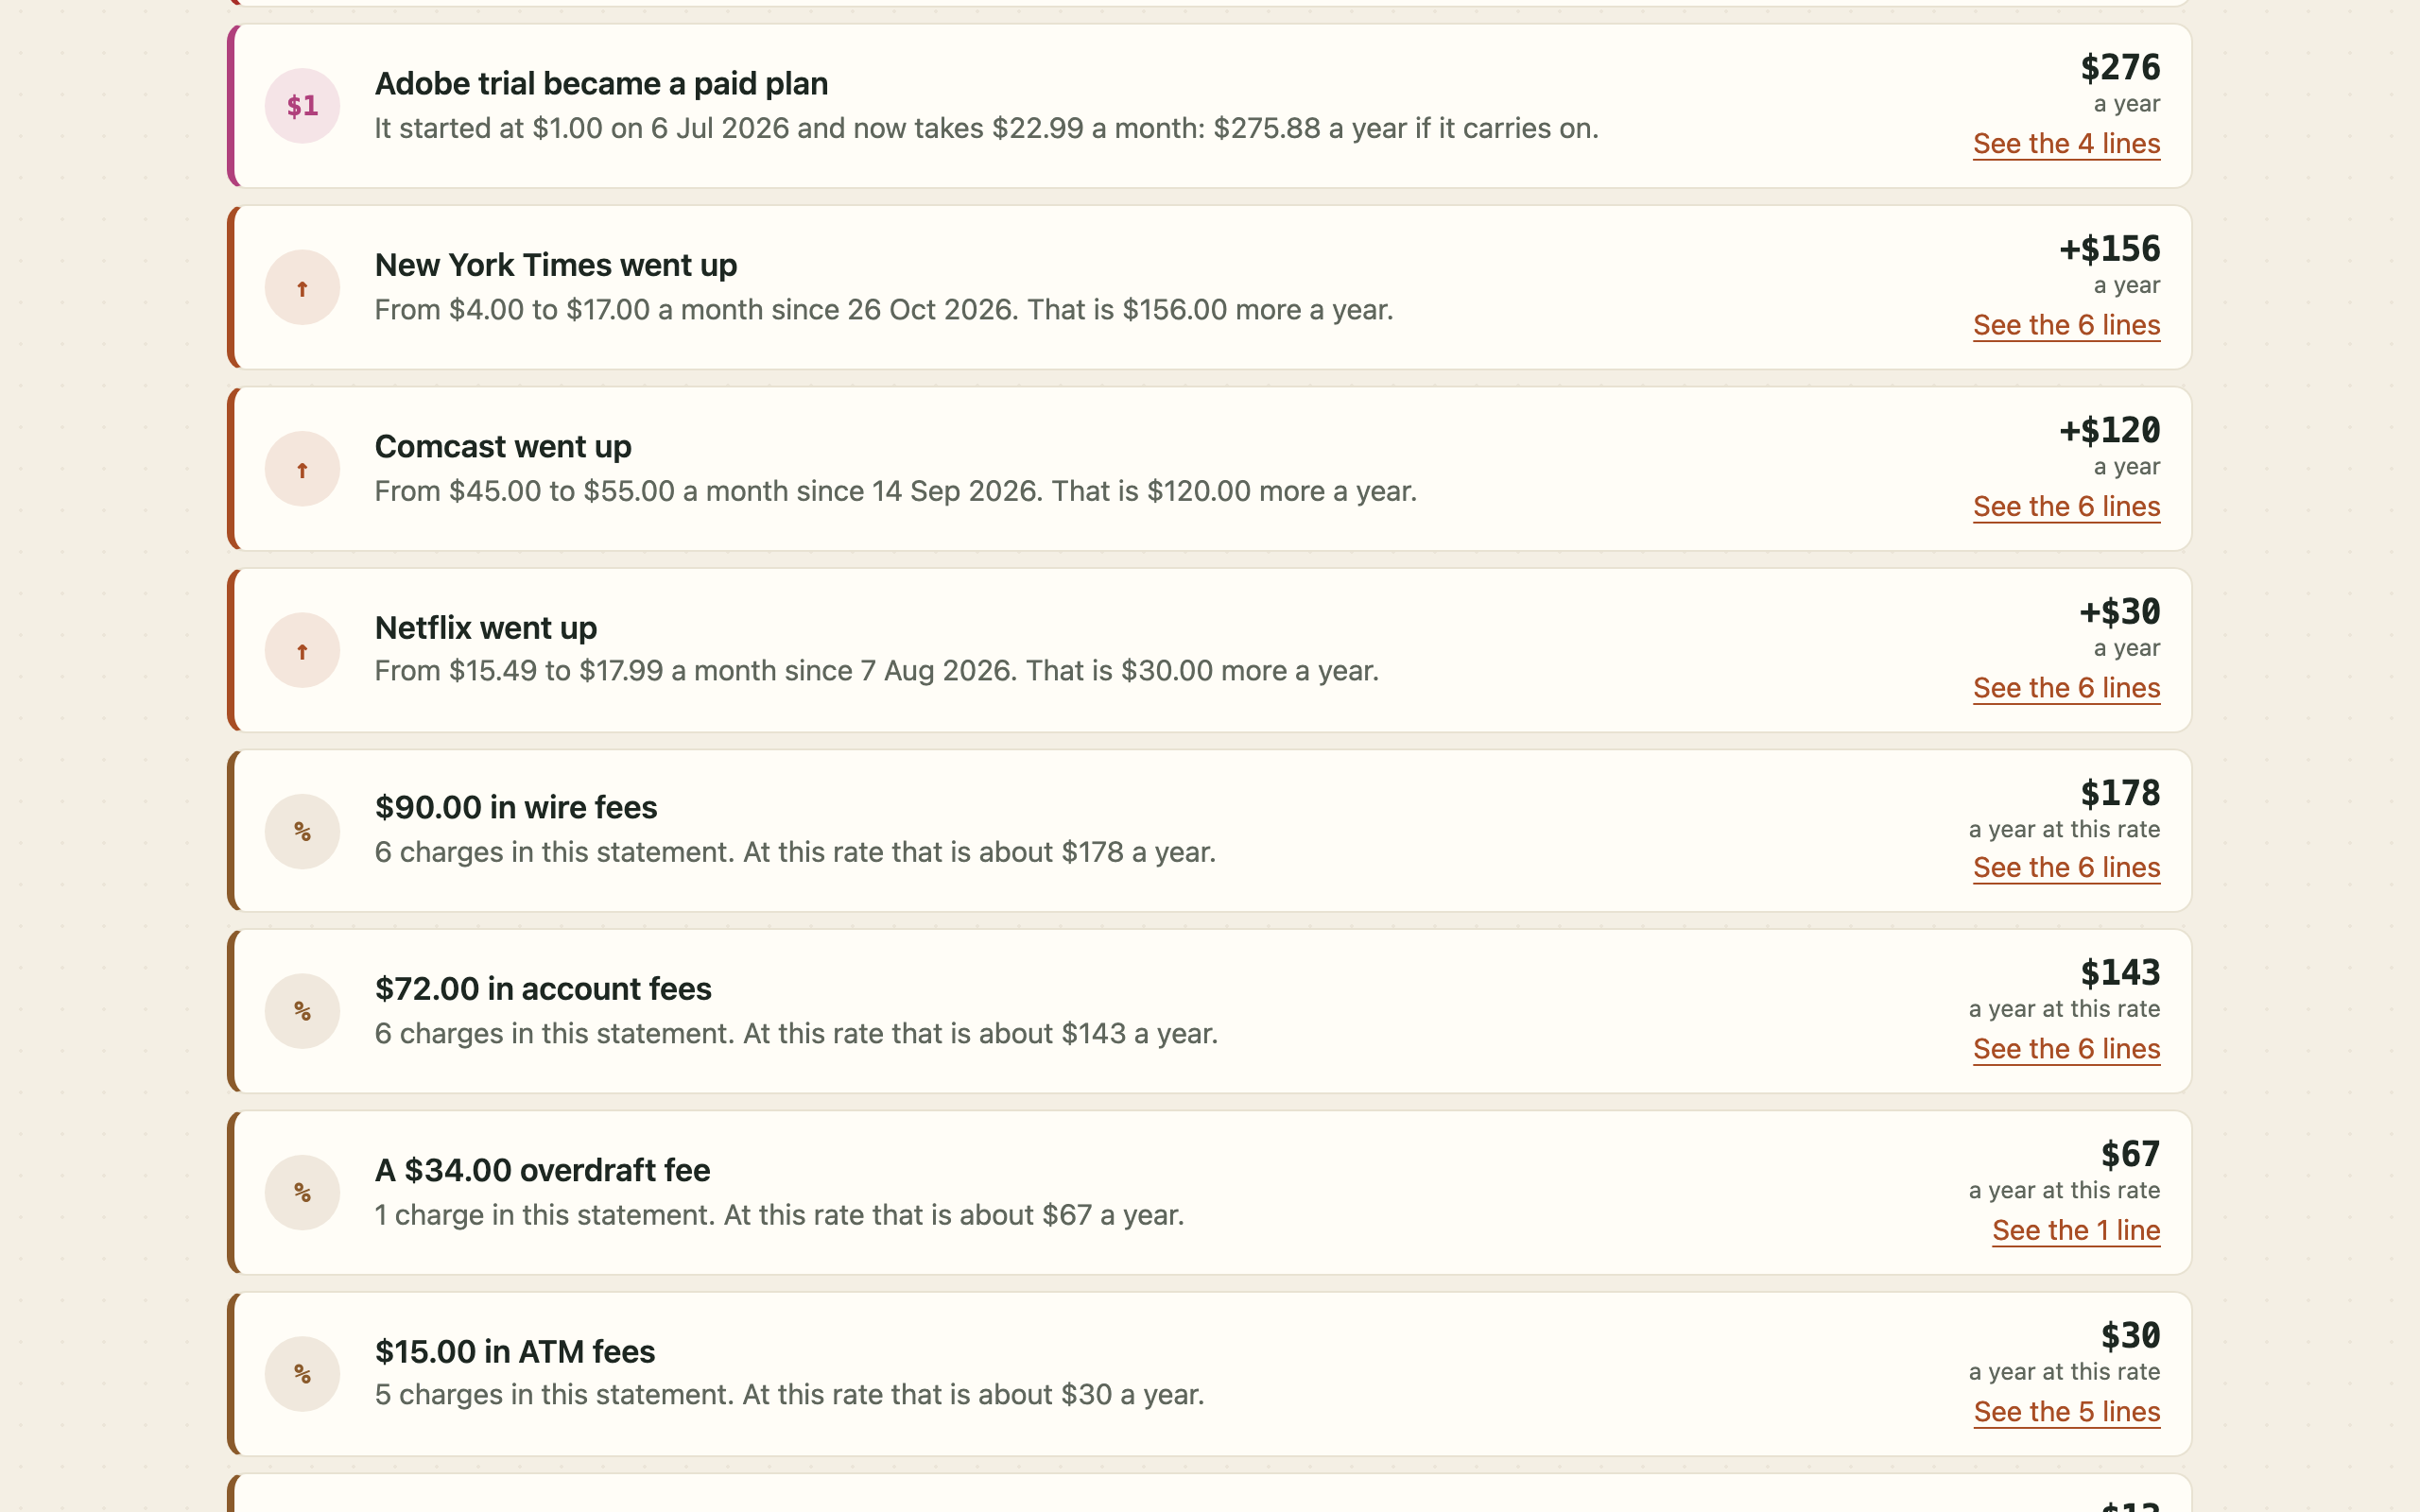 $1
Adobe trial became a paid plan
It started at $1.00 on 6 Jul 2026 and now takes $22.99 a month: $275.88 a year if it carries on.
$276
a year
See the 4 lines
↑
New York Times went up
From $4.00 to $17.00 a month since 26 Oct 2026. That is $156.00 more a year.
+$156
a year
See the 6 lines
↑
Comcast went up
From $45.00 to $55.00 a month since 14 Sep 2026. That is $120.00 more a year.
+$120
a year
See the 6 lines
↑
Netflix went up
From $15.49 to $17.99 a month since 7 Aug 2026. That is $30.00 more a year.
+$30
a year
See the 6 lines
%
$90.00 in wire fees
6 charges in this statement. At this rate that is about $178 a year.
$178
a year at this rate
See the 6 lines
%
$72.00 in account fees
6 charges in this statement. At this rate that is about $143 a year.
$143
a year at this rate
See the 6 lines
%
A $34.00 overdraft fee
1 charge in this statement. At this rate that is about $67 a year.
$67
a year at this rate
See the 1 line
%
$15.00 in ATM fees
5 charges in this statement. At this rate that is about $30 a year.
$30
a year at this rate
See the 5 lines